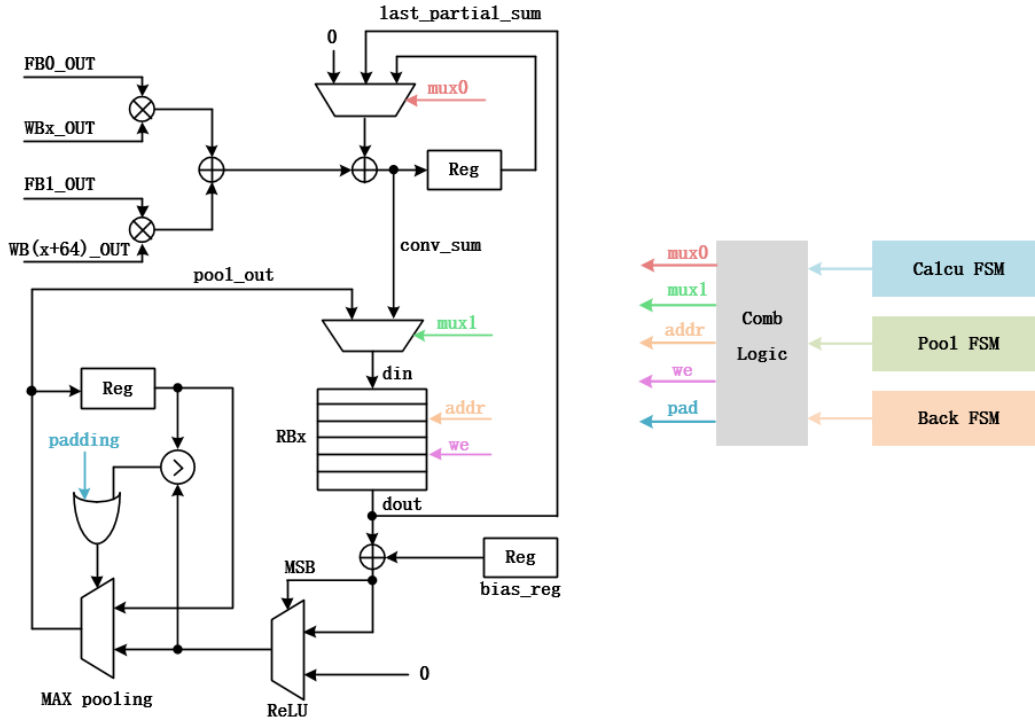 last_partial_sum
0
FB0_OUT
mux0
WBx_OUT
Reg
FB1_OUT
WB(x+64)_OUT
conv_sum
pool_out
mux1
din
Reg
addr
padding
RBx
we
>
dout
Reg
MSB
bias_reg
0
MAX pooling
ReLU
mux0
mux1
addr
we
pad
Comb
Logic
Calcu FSM
Pool FSM
Back FSM